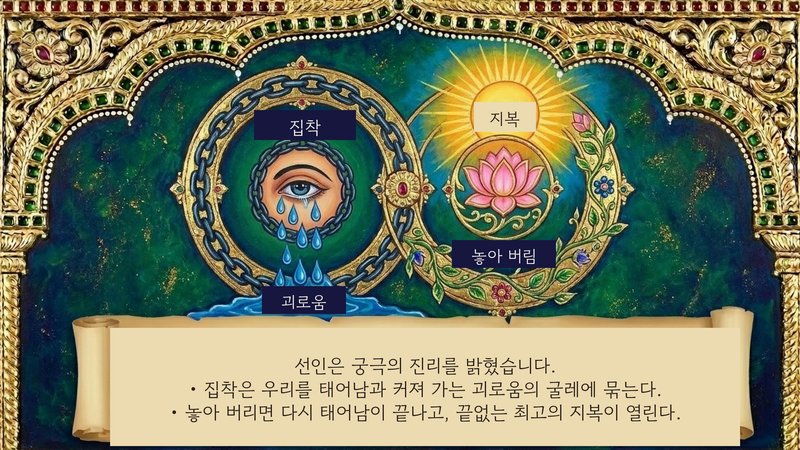 집착
지복
놓아 버림
괴로움
선인은 궁극의 진리를 밝혔습니다.
• 집착은 우리를 태어남과 커져 가는 괴로움의 굴레에 묶는다.
• 놓아 버리면 다시 태어남이 끝나고, 끝없는 최고의 지복이 열린다.